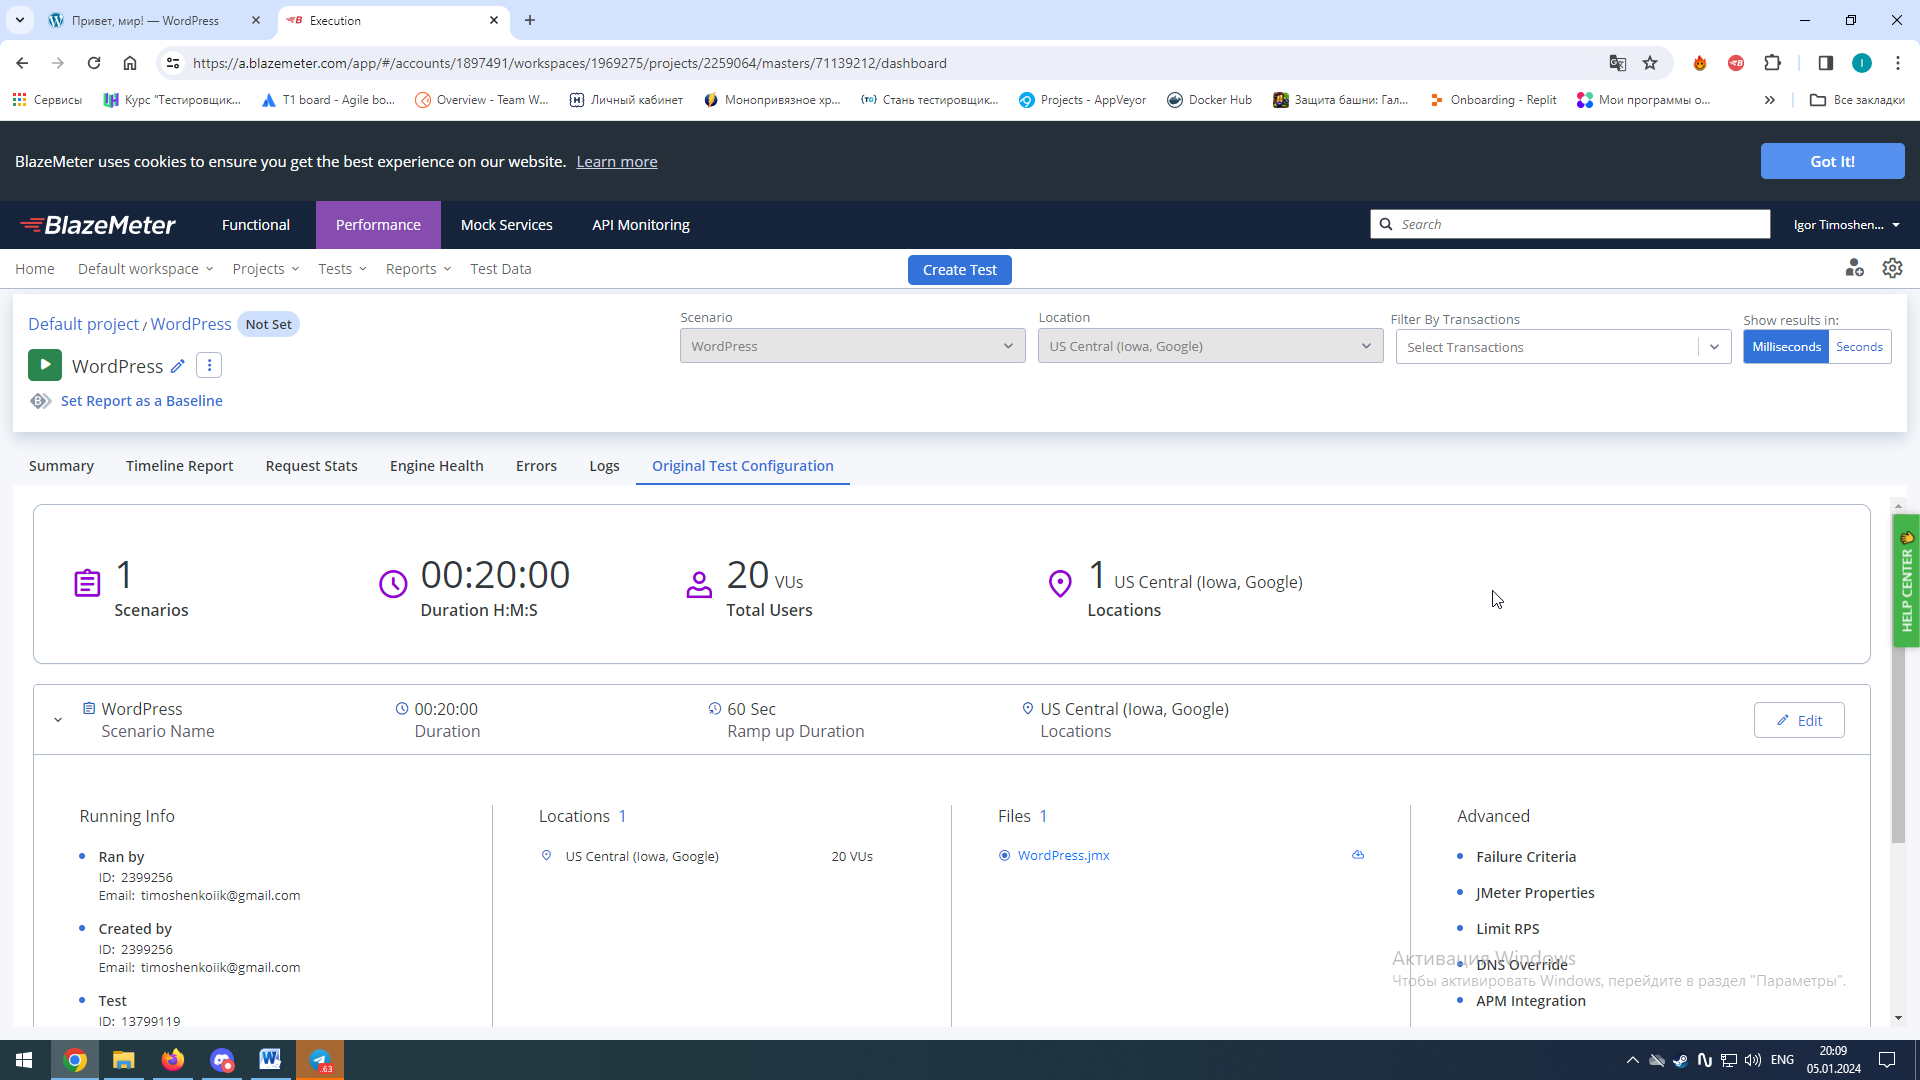 Привет, мир! — WordPress
Execution
https://a.blazemeter.com/app/#/accounts/1897491/workspaces/1969275/projects/2259064/masters/71139212/dashboard
Сервисы
Курс "Тестировщик...
T1 board - Agile bo...
Overview - Team W...
Личный кабинет
Монопривязное хр...
Стань тестировщик...
Projects - AppVeyor
Docker Hub
Защита башни: Гал...
Onboarding - Replit
Мои программы о...
Все закладки
BlazeMeter uses cookies to ensure you get the best experience on our website. Learn more
Got It!
BlazeMeter
Functional
Performance
Mock Services
API Monitoring
Search
Igor Timoshen...
Home
Default workspace
Projects
Tests
Reports
Test Data
Create Test
Default project / WordPress
Not Set
WordPress
Set Report as a Baseline
Scenario
WordPress
Location
US Central (Iowa, Google)
Filter By Transactions
Select Transactions
Show results in:
Milliseconds
Seconds
Summary
Timeline Report
Request Stats
Engine Health
Errors
Logs
Original Test Configuration
1
Scenarios
00:20:00
Duration H:M:S
20 VUs
Total Users
1 US Central (Iowa, Google)
Locations
HELP CENTER
WordPress
Scenario Name
00:20:00
Duration
60 Sec
Ramp up Duration
US Central (Iowa, Google)
Locations
Edit
Running Info
Ran by
ID: 2399256
Email: timoshenkoiik@gmail.com
Created by
ID: 2399256
Email: timoshenkoiik@gmail.com
Test
ID: 13799119
Locations 1
US Central (Iowa, Google)
20 VUs
Files 1
WordPress.jmx
Advanced
Failure Criteria
JMeter Properties
Limit RPS
DNS Override
APM Integration
Активация Windows
Чтобы активировать Windows, перейдите в раздел "Параметры".
63
ENG
20:09
05.01.2024